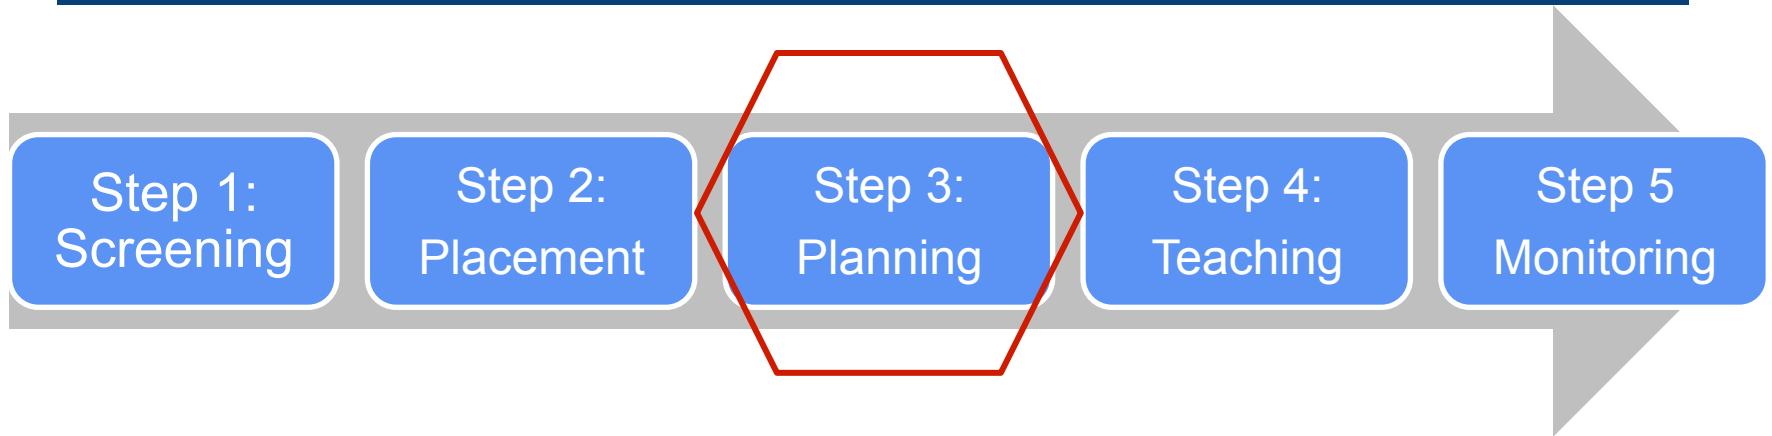 Step 1:
Screening
Step 2:
Placement
Step 3:
Planning
Step 4:
Teaching
Step 5
Monitoring